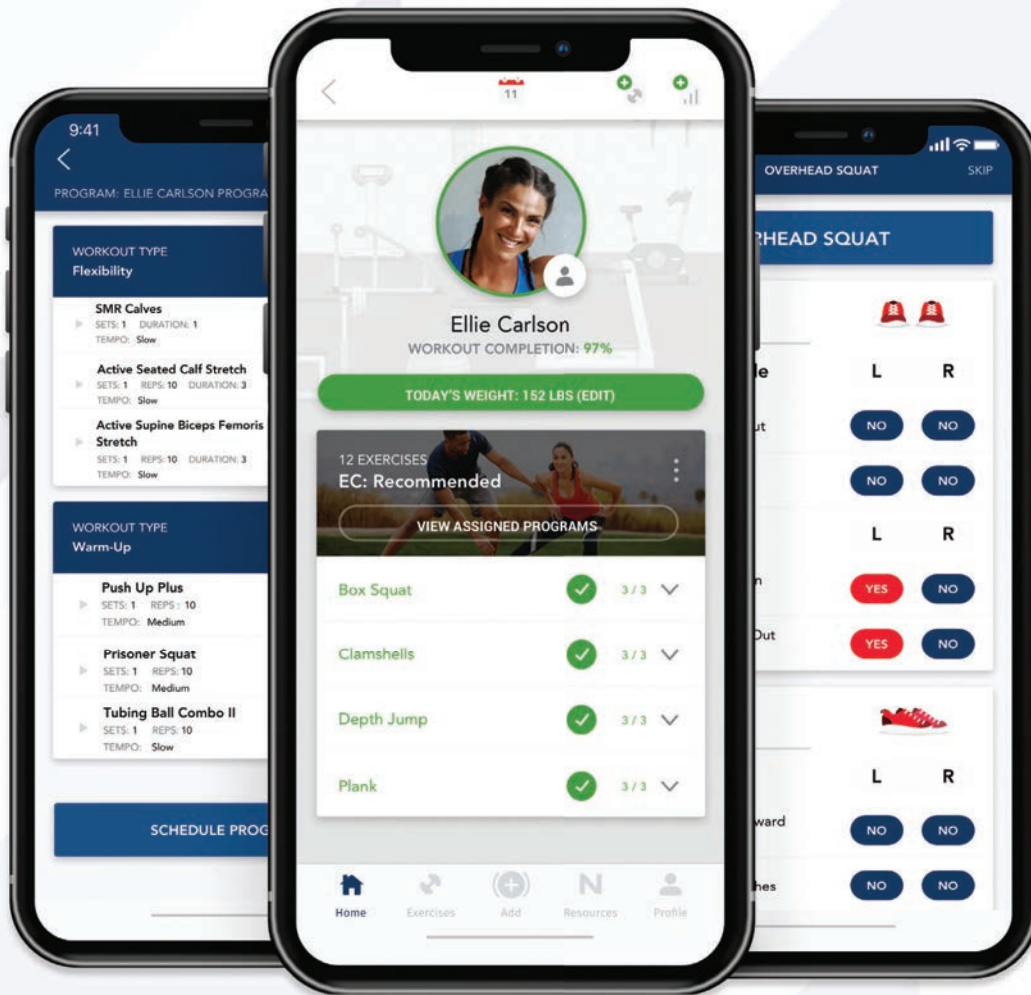 9:41
PROGRAM: ELLIE CARLSON
WORKOUT TYPE
Flexibility
SMR Calves
SETS: 1 DURATION: 1
TEMPO: Slow
Active Seated Calf Stretch
SETS: 1 REPS: 10 DURATION: 3
TEMPO: Slow
Active Supine Biceps Femoris
Stretch
SETS: 1 REPS: 10 DURATION: 3
TEMPO: Slow
WORKOUT TYPE
Warm-Up
Push Up Plus
SETS: 1 REPS : 10
TEMPO: Medium
Prisoner Squat
SETS: 1 REPS: 10
TEMPO: Medium
Tubing Ball Combo II
SETS: 1 REPS: 10
TEMPO: Slow
SCHEDULE
11
Ellie Carlson
WORKOUT COMPLETION: 97%
TODAY'S WEIGHT: 152 LBS (EDIT)
12 EXERCISES
EC: Recommended
VIEW ASSIGNED PROGRAMS
Box Squat 3 / 3
Clamshells 3 / 3
Depth Jump 3 / 3
Plank 3 / 3
N
Home Exercises Add Resources Profile
OVERHEAD SQUAT SKIP
SQUAT
L R
NO NO
NO NO
L R
YES NO
Out YES NO
L R
NO NO
NO NO